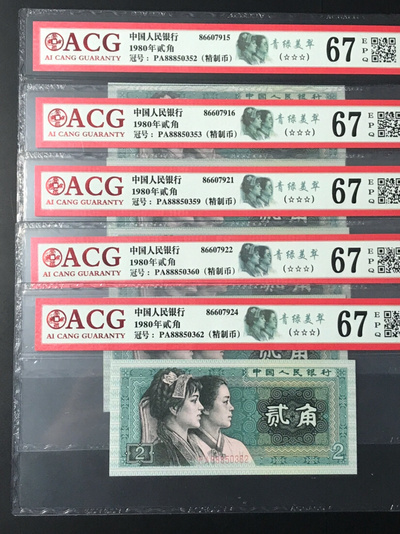 ACG
AI CANG GUARANTY
中国人民银行 86607915
1980年贰角
冠号：PA88850352（精制币）
青绿美翠
(☆☆☆)
67 EPQ
ACG
AI CANG GUARANTY
中国人民银行 86607916
1980年贰角
冠号：PA88850353（精制币）
青绿美翠
(☆☆☆)
67 EPQ
ACG
AI CANG GUARANTY
中国人民银行 86607921
1980年贰角
冠号：PA88850359（精制币）
青绿美翠
(☆☆☆)
67 EPQ
ACG
AI CANG GUARANTY
中国人民银行 86607922
1980年贰角
冠号：PA88850360（精制币）
青绿美翠
(☆☆☆)
67 EPQ
ACG
AI CANG GUARANTY
中国人民银行 86607924
1980年贰角
冠号：PA88850362（精制币）
青绿美翠
(☆☆☆)
67 EPQ
中国人民银行
贰角
PA88850362
2
2